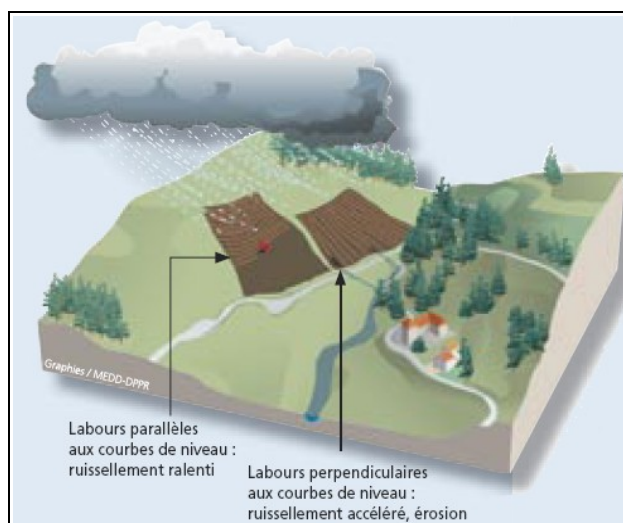 Graphies / MEDD-DPPR
Labours parallèles
aux courbes de niveau :
ruissellement ralenti
Labours perpendiculaires
aux courbes de niveau :
ruissellement accéléré, érosion